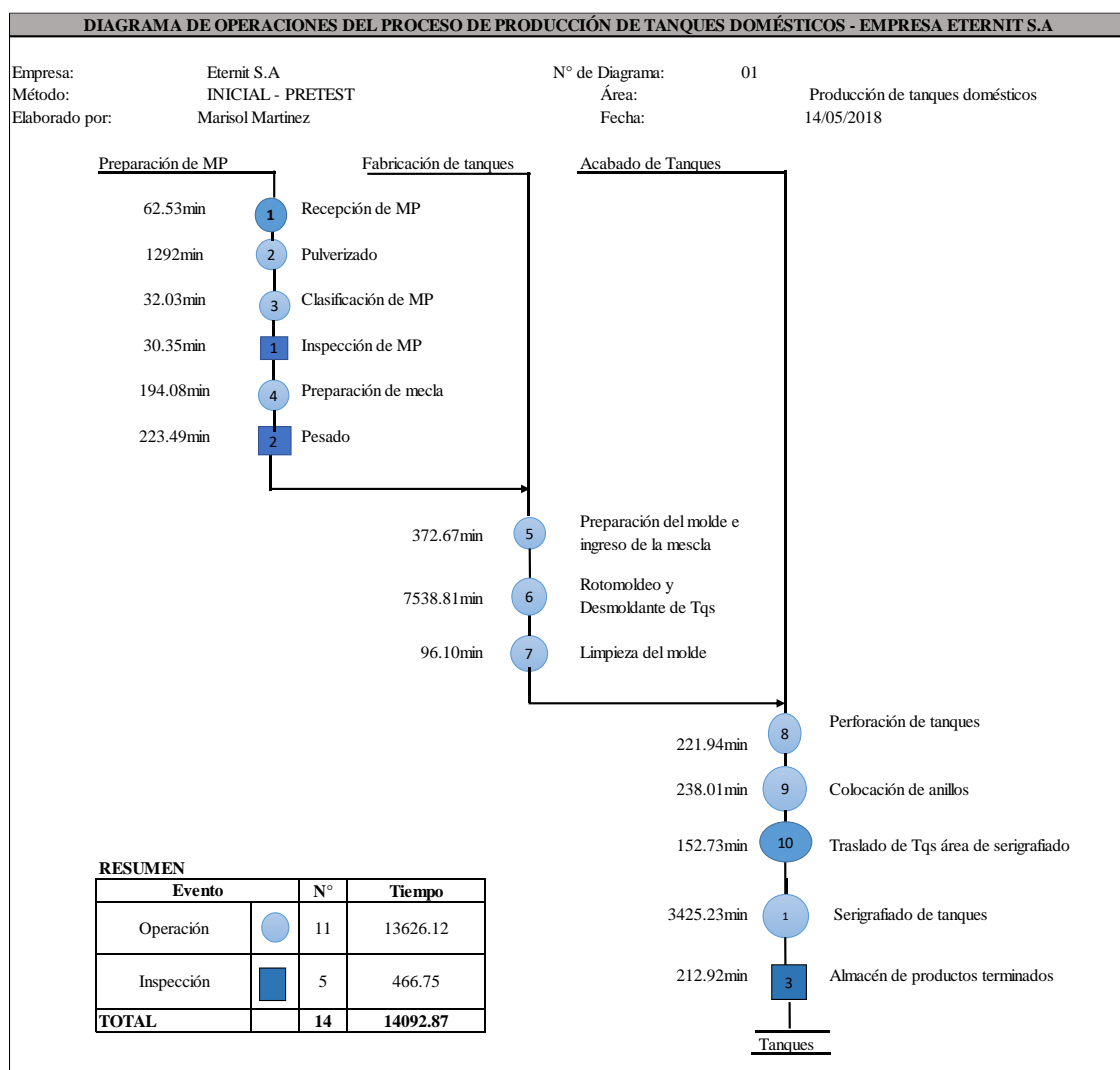 DIAGRAMA DE OPERACIONES DEL PROCESO DE PRODUCCIÓN DE TANQUES DOMÉSTICOS - EMPRESA ETERNIT S.A
Empresa: Eternit S.A N° de Diagrama: 01
Método: INICIAL - PRETEST Área: Producción de tanques domésticos
Elaborado por: Marisol Martinez Fecha: 14/05/2018
Preparación de MP Fabricación de tanques Acabado de Tanques
62.53min 1 Recepción de MP
1292min 2 Pulverizado
32.03min 3 Clasificación de MP
30.35min 1 Inspección de MP
194.08min 4 Preparación de mecla
223.49min 2 Pesado
372.67min 5 Preparación del molde e
ingreso de la mescla
7538.81min 6 Rotomoldeo y
Desmoldante de Tqs
96.10min 7 Limpieza del molde
221.94min 8 Perforación de tanques
238.01min 9 Colocación de anillos
152.73min 10 Traslado de Tqs área de serigrafiado
3425.23min 1 Serigrafiado de tanques
212.92min 3 Almacén de productos terminados
Tanques
RESUMEN
Evento N° Tiempo
Operación 11 13626.12
Inspección 5 466.75
TOTAL 14 14092.87